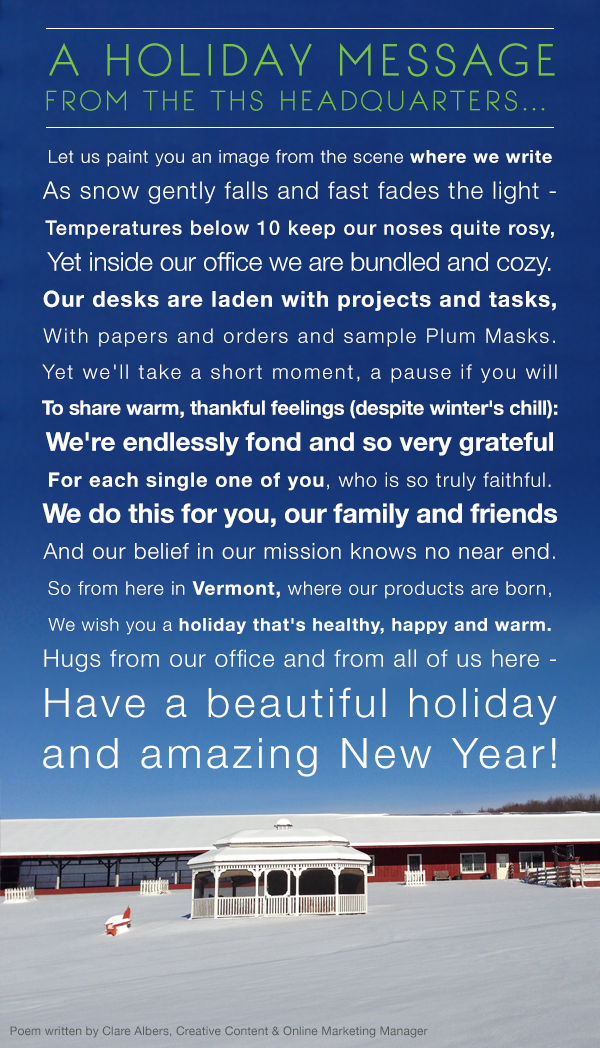 A HOLIDAY MESSAGE
FROM THE THS HEADQUARTERS...
Let us paint you an image from the scene where we write
As snow gently falls and fast fades the light -
Temperatures below 10 keep our noses quite rosy,
Yet inside our office we are bundled and cozy.
Our desks are laden with projects and tasks,
With papers and orders and sample Plum Masks.
Yet we'll take a short moment, a pause if you will
To share warm, thankful feelings (despite winter's chill):
We're endlessly fond and so very grateful
For each single one of you, who is so truly faithful.
We do this for you, our family and friends
And our belief in our mission knows no near end.
So from here in Vermont, where our products are born,
We wish you a holiday that's healthy, happy and warm.
Hugs from our office and from all of us here -
Have a beautiful holiday
and amazing New Year!
Poem written by Clare Albers, Creative Content & Online Marketing Manager